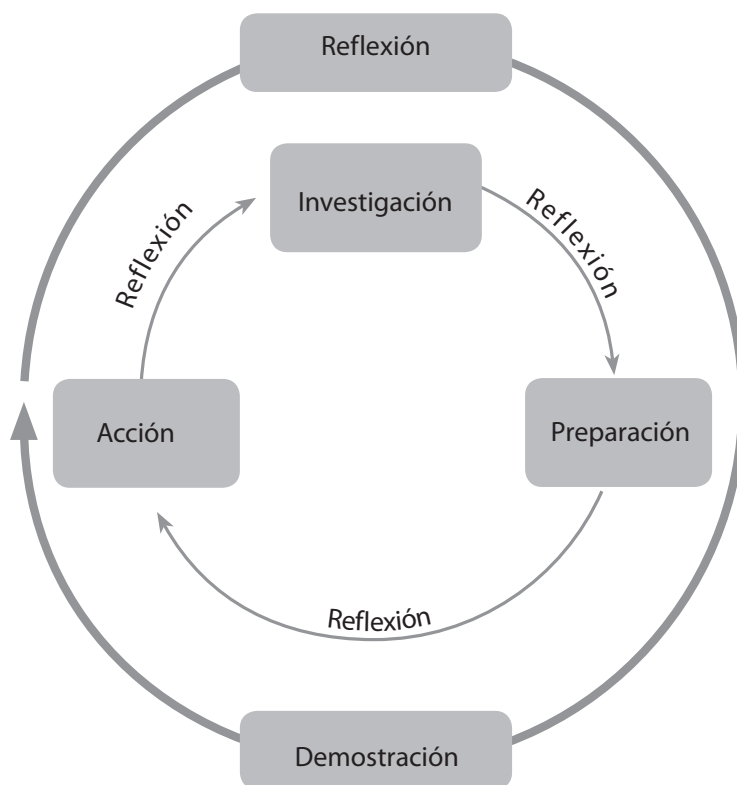 Reflexión
Investigación
Reflexión
Reflexión
Acción
Preparación
Reflexión
Demostración